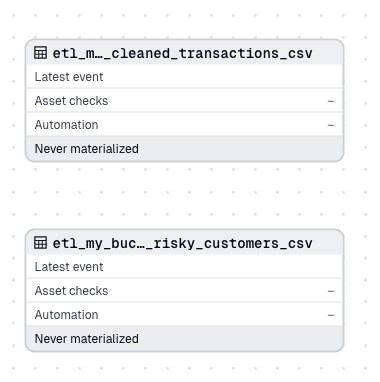 etl_m…_cleaned_transactions_csv
Latest event
Asset checks –
Automation –
Never materialized
etl_my_buc…_risky_customers_csv
Latest event
Asset checks –
Automation –
Never materialized